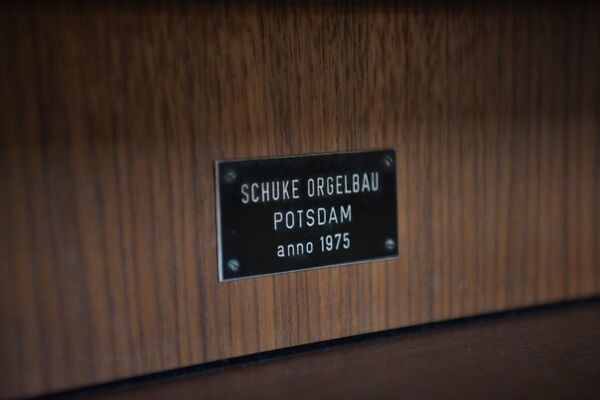 SCHUKE ORGELBAU
POTSDAM
anno 1975